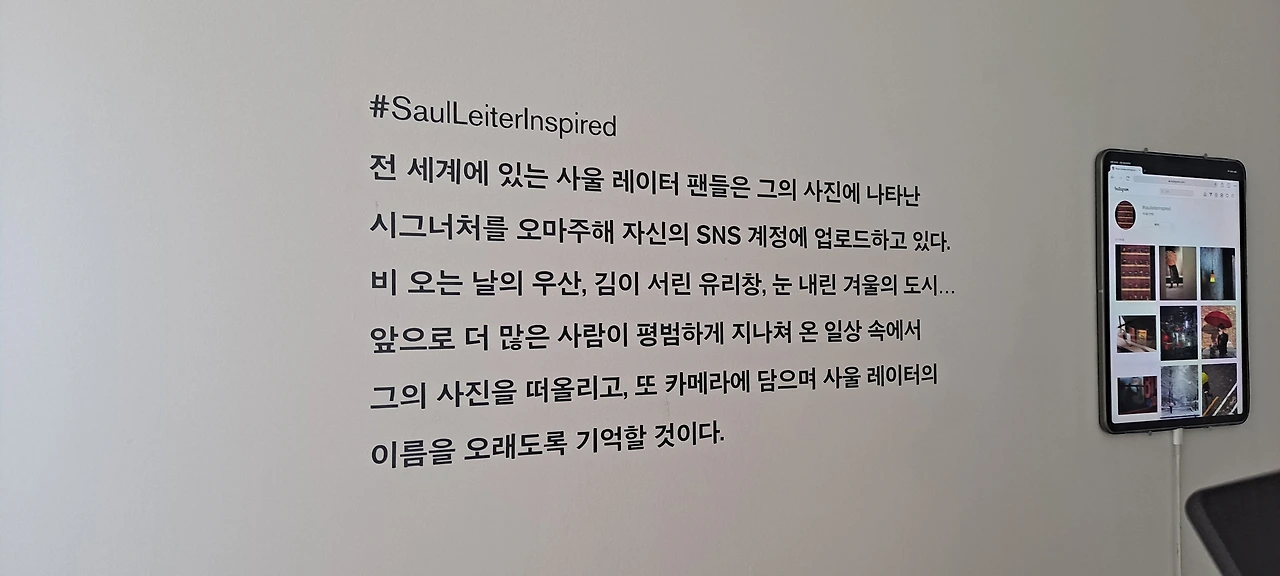 #SaulLeiterInspired
전 세계에 있는 사울 레이터 팬들은 그의 사진에 나타난
시그너처를 오마주해 자신의 SNS 계정에 업로드하고 있다.
비 오는 날의 우산, 김이 서린 유리창, 눈 내린 겨울의 도시...
앞으로 더 많은 사람이 평범하게 지나쳐 온 일상 속에서
그의 사진을 떠올리고, 또 카메라에 담으며 사울 레이터의
이름을 오래도록 기억할 것이다.
Instagram
#saulleiterinspired